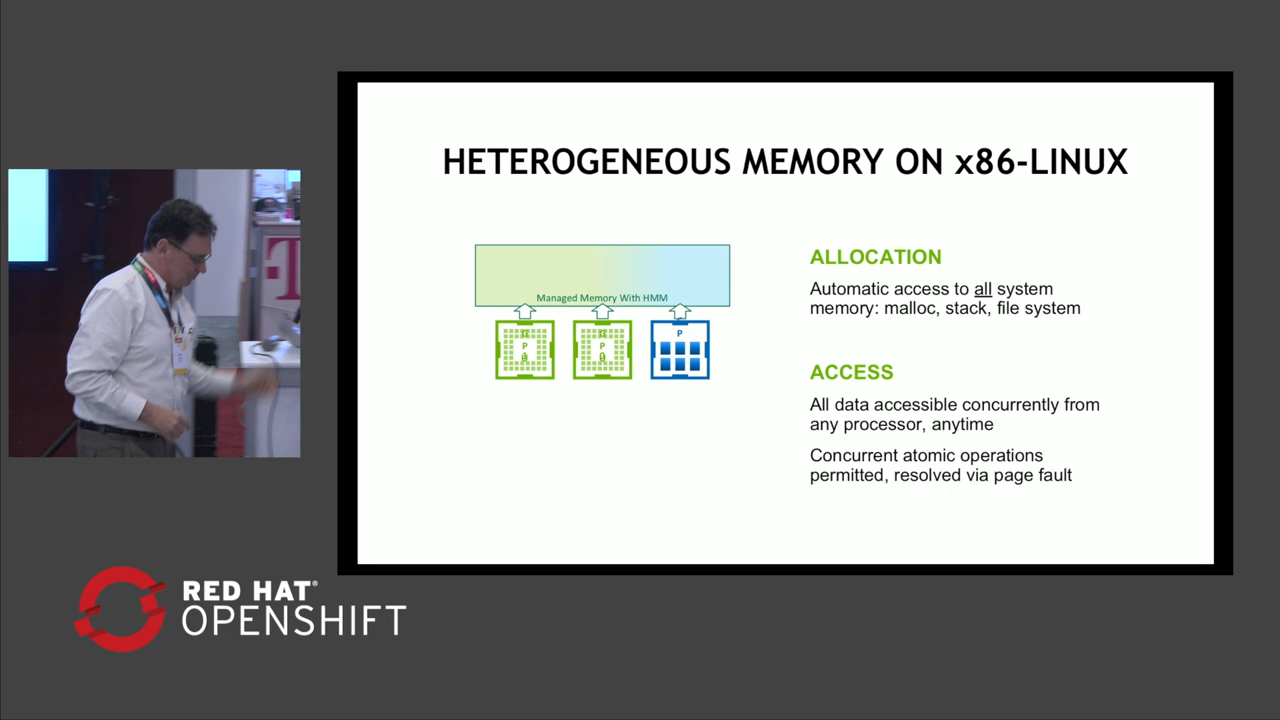 HETEROGENEOUS MEMORY ON x86-LINUX
Managed Memory With HMM
P
P
P
ALLOCATION
Automatic access to all system
memory: malloc, stack, file system
ACCESS
All data accessible concurrently from
any processor, anytime
Concurrent atomic operations
permitted, resolved via page fault
T
RED HAT®
OPENSHIFT